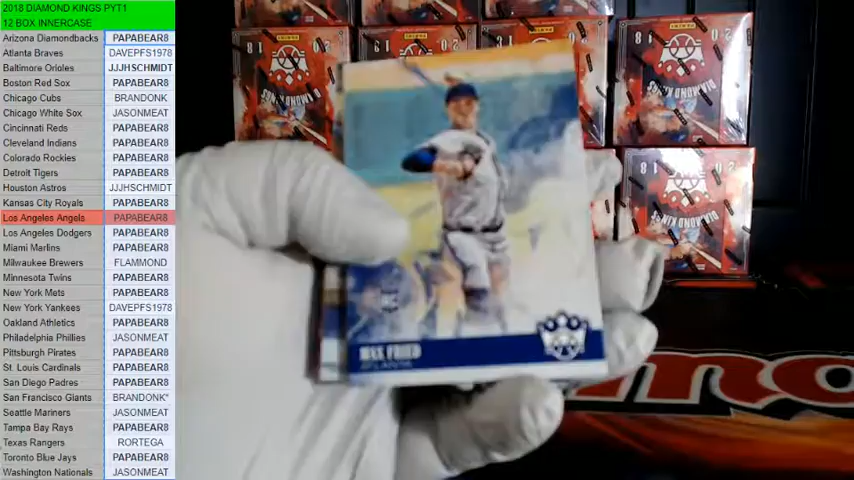 2018 DIAMOND KINGS PYT1
12 BOX INNERCASE
Arizona Diamondbacks PAPABEAR8
Atlanta Braves DAVEPFS1978
Baltimore Orioles JJJHSCHMIDT
Boston Red Sox PAPABEAR8
Chicago Cubs BRANDONK
Chicago White Sox JASONMEAT
Cincinnati Reds PAPABEAR8
Cleveland Indians PAPABEAR8
Colorado Rockies PAPABEAR8
Detroit Tigers PAPABEAR8
Houston Astros JJJHSCHMIDT
Kansas City Royals PAPABEAR8
Los Angeles Angels PAPABEAR8
Los Angeles Dodgers PAPABEAR8
Miami Marlins PAPABEAR8
Milwaukee Brewers FLAMMOND
Minnesota Twins PAPABEAR8
New York Mets PAPABEAR8
New York Yankees DAVEPFS1978
Oakland Athletics PAPABEAR8
Philadelphia Phillies JASONMEAT
Pittsburgh Pirates PAPABEAR8
St. Louis Cardinals PAPABEAR8
San Diego Padres PAPABEAR8
San Francisco Giants BRANDONK*
Seattle Mariners JASONMEAT
Tampa Bay Rays PAPABEAR8
Texas Rangers RORTEGA
Toronto Blue Jays PAPABEAR8
Washington Nationals JASONMEAT
MAX FRIED
ATLANTA
RC
DIAMOND KINGS